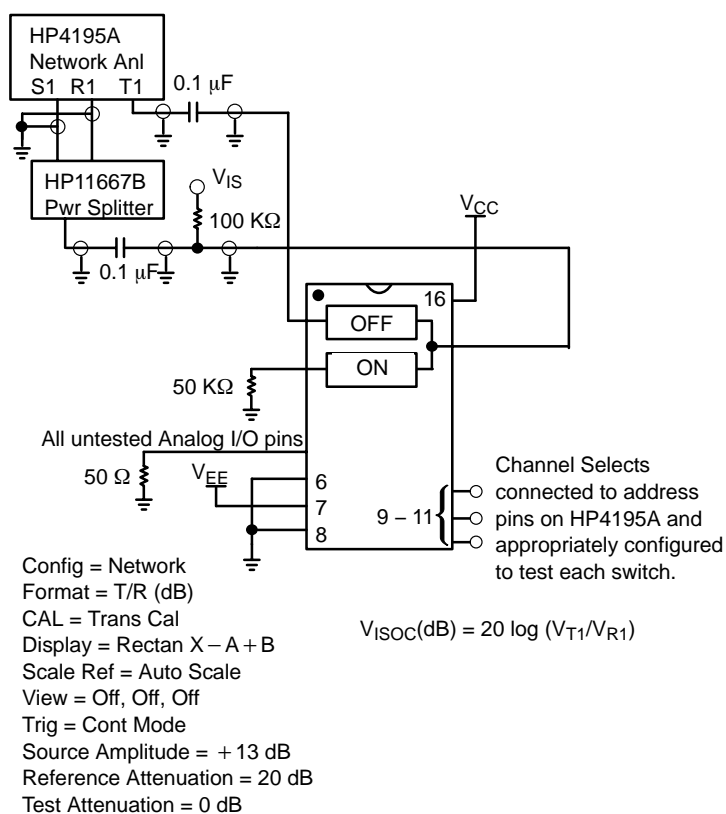 HP4195A
Network Anl
S1 R1 T1
0.1 μF
HP11667B
Pwr Splitter
VIS
100 KΩ
VCC
0.1 μF
16
OFF
ON
50 KΩ
All untested Analog I/O pins
50 Ω
VEE
6
7
8
9 – 11
Channel Selects
connected to address
pins on HP4195A and
appropriately configured
to test each switch.
Config = Network
Format = T/R (dB)
CAL = Trans Cal
Display = Rectan X – A + B
Scale Ref = Auto Scale
View = Off, Off, Off
Trig = Cont Mode
Source Amplitude = + 13 dB
Reference Attenuation = 20 dB
Test Attenuation = 0 dB
VISOC(dB) = 20 log (VT1/VR1)